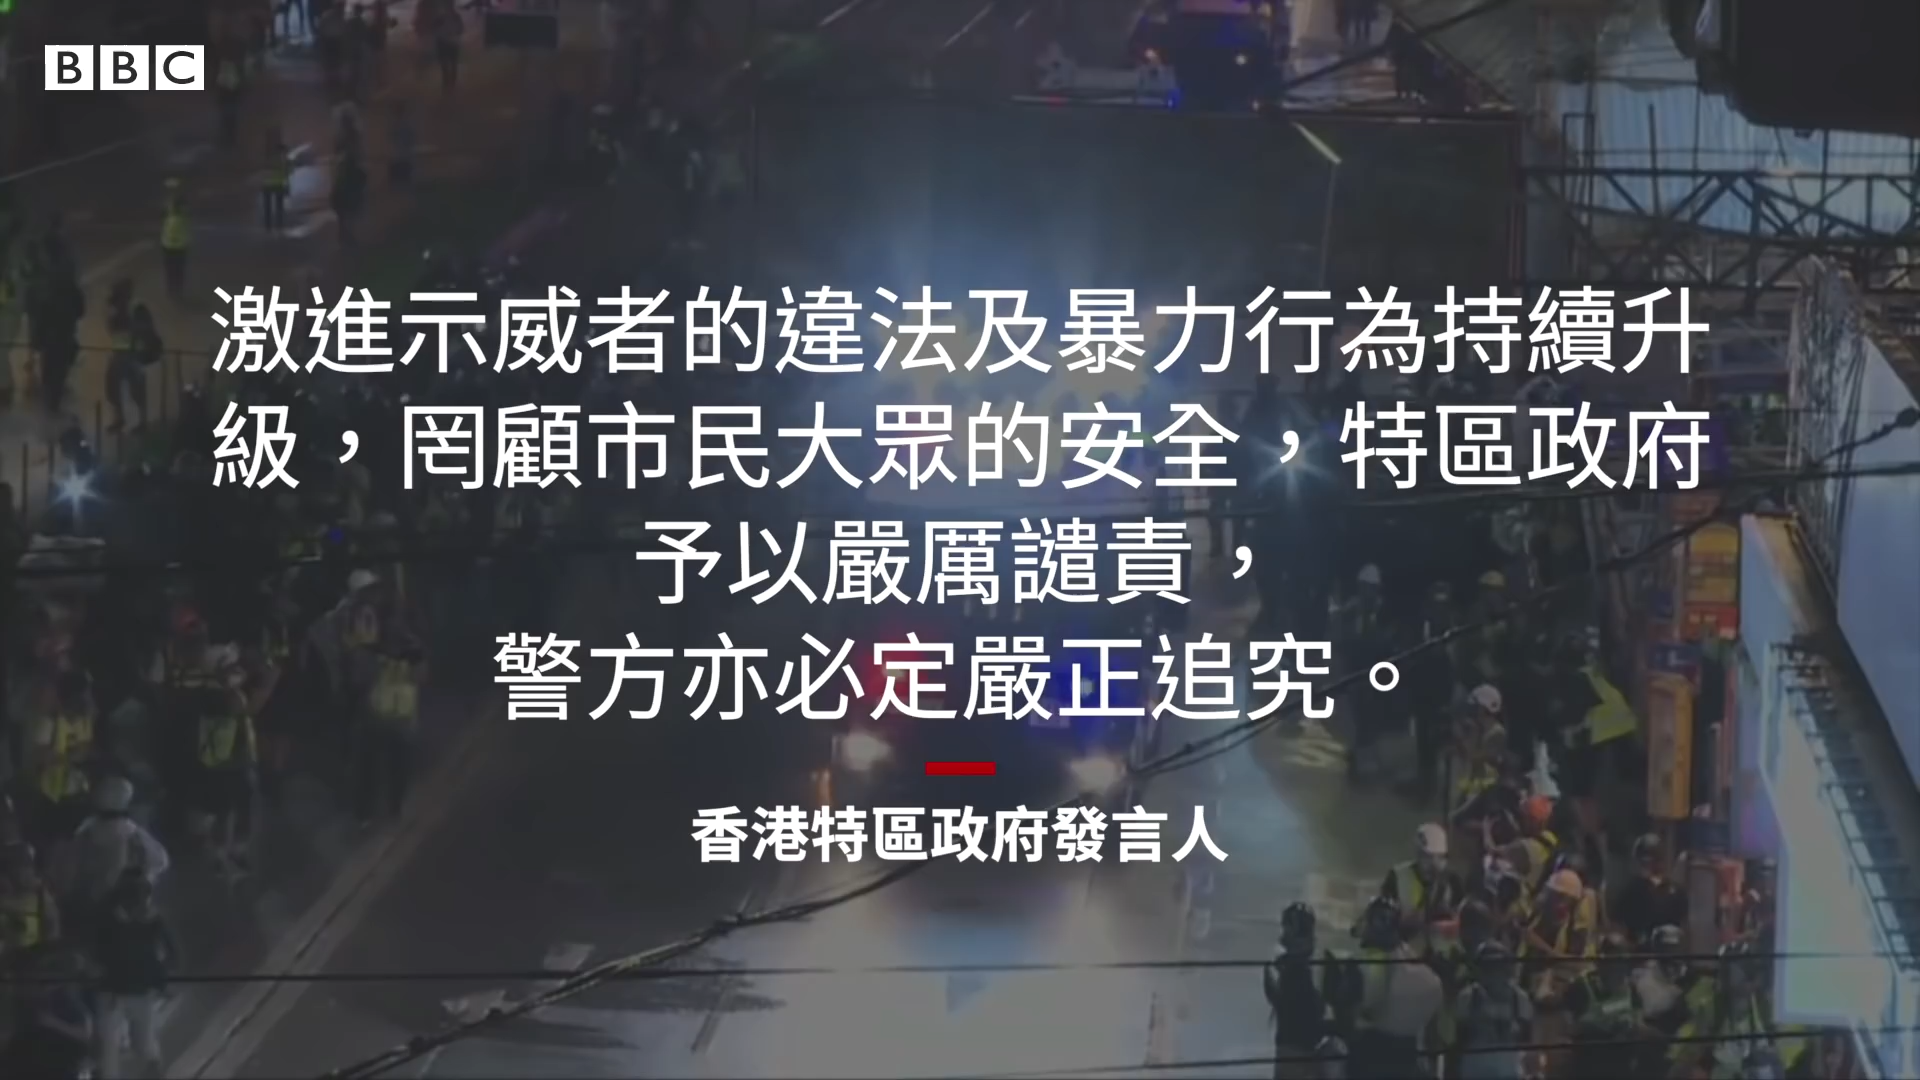 BBC
激進示威者的違法及暴力行為持續升
級，罔顧市民大眾的安全，特區政府
予以嚴厲譴責，
警方亦必定嚴正追究。
香港特區政府發言人